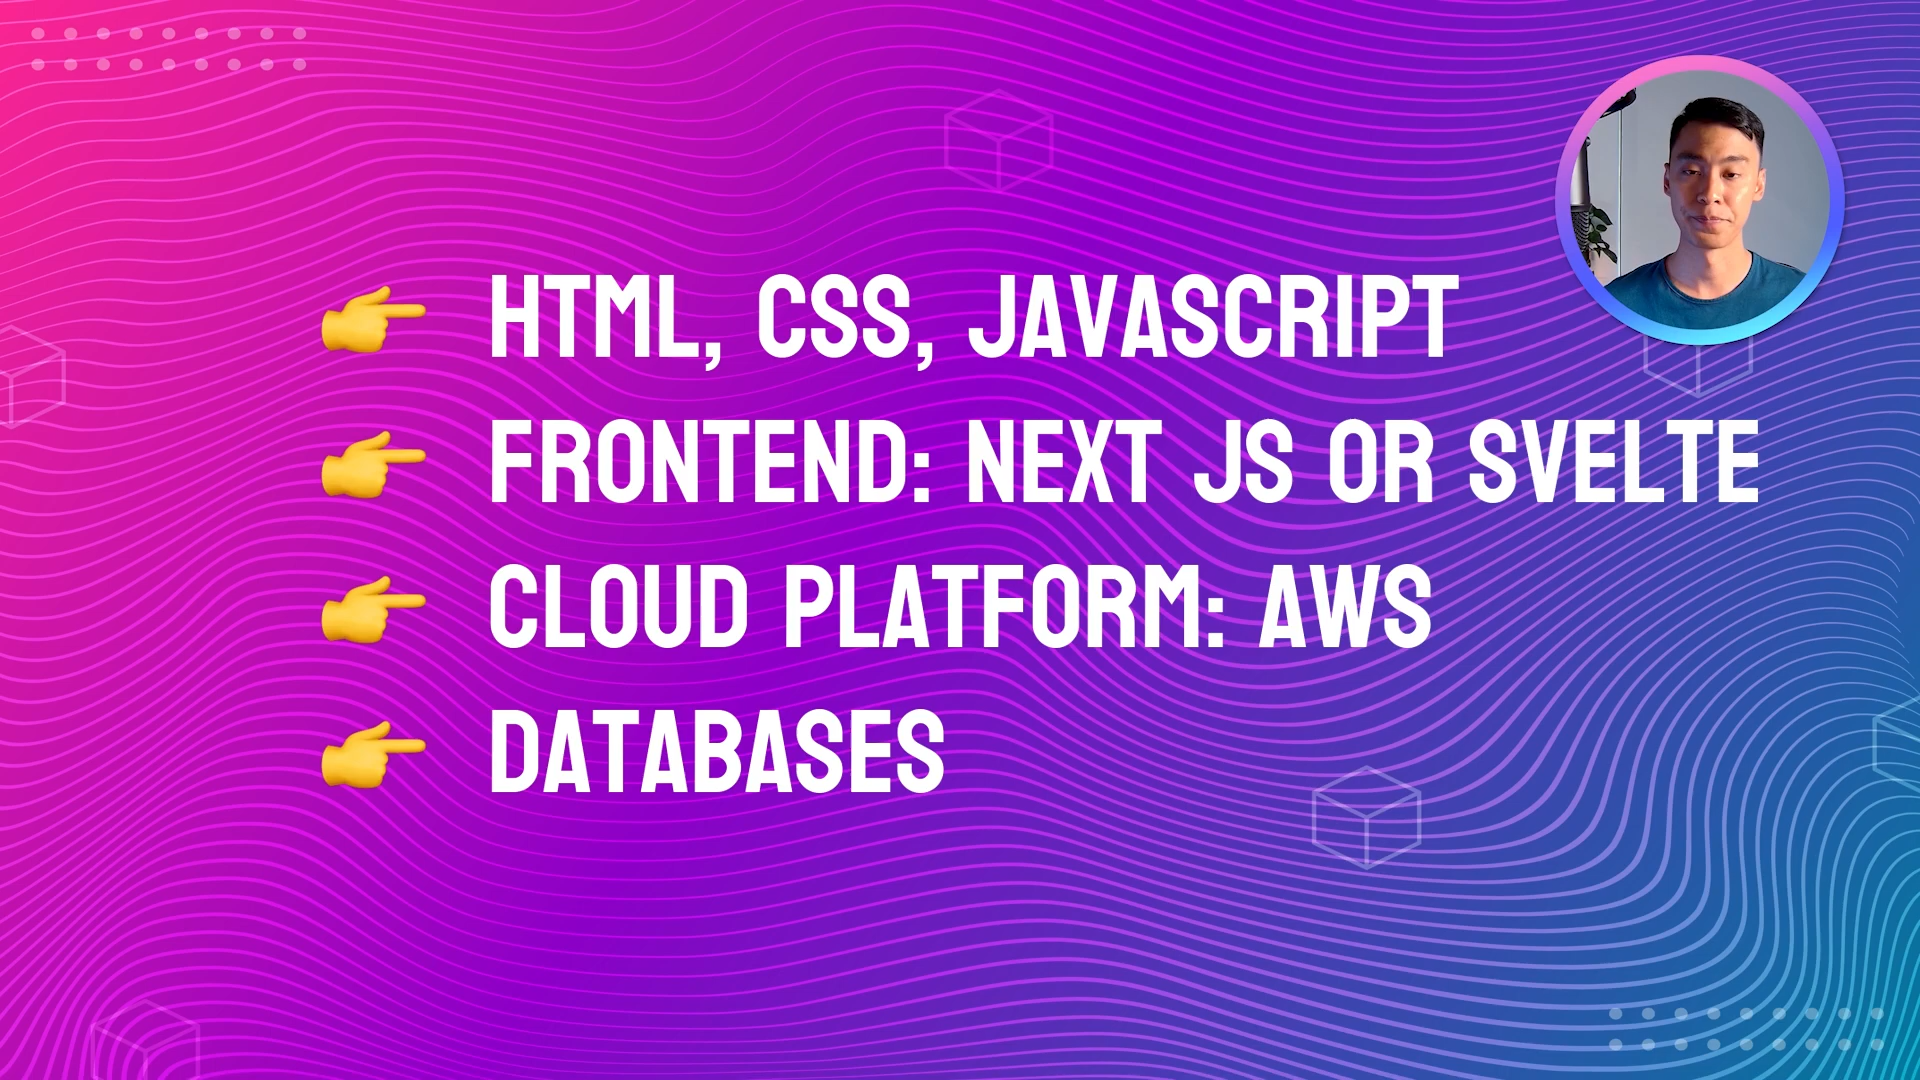 HTML, CSS, JAVASCRIPT
FRONTEND: NEXT JS OR SVELTE
CLOUD PLATFORM: AWS
DATABASES